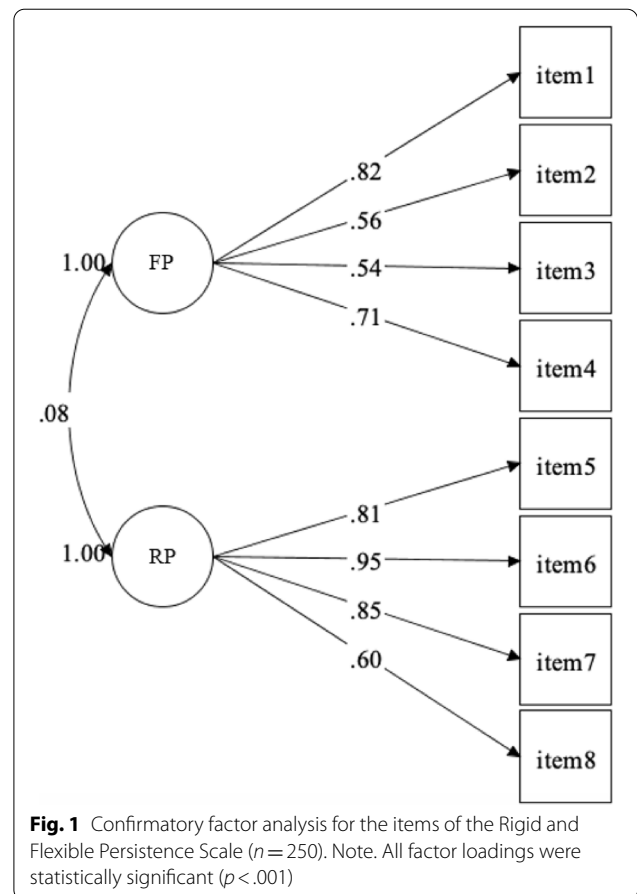 item1
.82
item2
.56
1.00
FP
.54
item3
.71
item4
.08
item5
.81
1.00
RP
.95
item6
.85
item7
.60
item8
Fig. 1 Confirmatory factor analysis for the items of the Rigid and
Flexible Persistence Scale (n = 250). Note. All factor loadings were
statistically significant (p < .001)